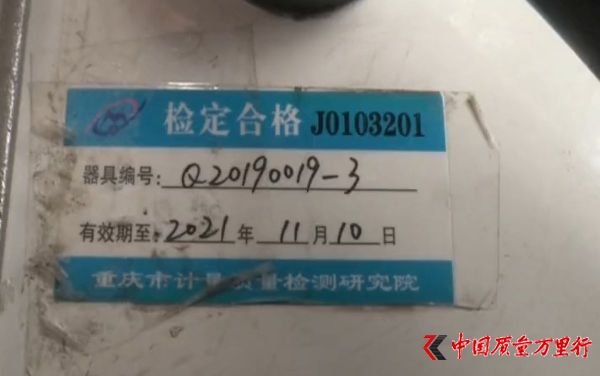 检定合格 J0103201
器具编号: Q20190019-3
有效期至: 2021 年 11 月 10 日
重庆市计量质量检测研究院
中国质量万里行